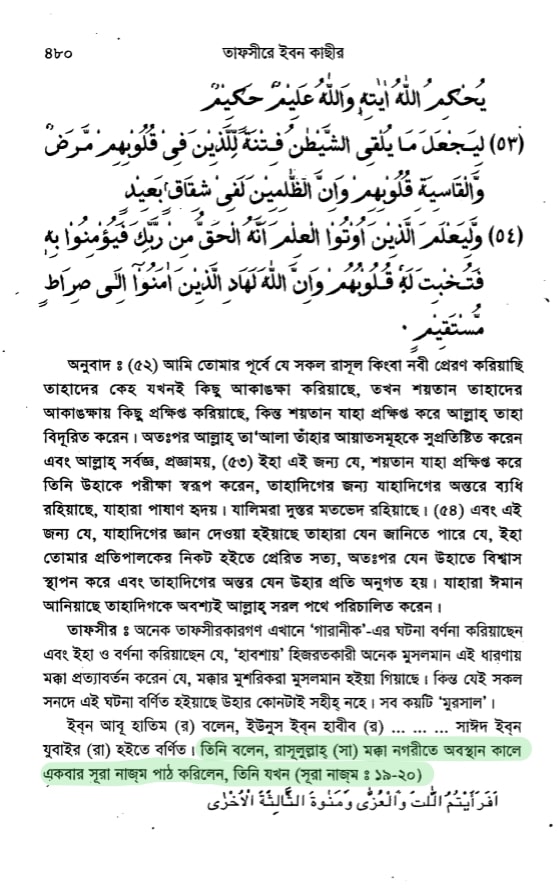 ৪৮০ তাফসীরে ইবন কাছীর
يُحْكِمُ اللّٰهُ اٰيٰتِهٖ وَاللّٰهُ عَلِيْمٌ حَكِيْمٌ
(٥٣) لِيَجْعَلَ مَا يُلْقِى الشَّيْطٰنُ فِتْنَةً لِّلَّذِيْنَ فِىْ قُلُوْبِهِمْ مَّرَضٌ
وَّالْقَاسِيَةِ قُلُوْبُهُمْ وَاِنَّ الظّٰلِمِيْنَ لَفِىْ شِقَاقٍ بَعِيْدٍ
(٥٤) وَّلِيَعْلَمَ الَّذِيْنَ اُوْتُوا الْعِلْمَ اَنَّهُ الْحَقُّ مِنْ رَّبِّكَ فَيُؤْمِنُوْا بِهٖ
فَتُخْبِتَ لَهٗ قُلُوْبُهُمْ وَاِنَّ اللّٰهَ لَهَادِ الَّذِيْنَ اٰمَنُوْٓا اِلٰى صِرَاطٍ
مُّسْتَقِيْمٍ .
অনুবাদ ঃ (৫২) আমি তোমার পূর্বে যে সকল রাসূল কিংবা নবী প্রেরণ করিয়াছি
তাহাদের কেহ যখনই কিছু আকাঙক্ষা করিয়াছে, তখন শয়তান তাহাদের
আকাঙক্ষায় কিছু প্রক্ষিপ্ত করিয়াছে, কিন্ত শয়তান যাহা প্রক্ষিপ্ত করে আল্লাহ্ তাহা
বিদূরিত করেন। অতঃপর আল্লাহ্ তা'আলা তাঁহার আয়াতসমূহকে সুপ্রতিষ্টিত করেন
এবং আল্লাহ্ সর্বজ্ঞ, প্রজ্ঞাময়, (৫৩) ইহা এই জন্য যে, শয়তান যাহা প্রক্ষিপ্ত করে
তিনি উহাকে পরীক্ষা স্বরূপ করেন, তাহাদিগের জন্য যাহাদিগের অন্তরে ব্যধি
রহিয়াছে, যাহারা পাষাণ হৃদয়। যালিমরা দুস্তর মতভেদ রহিয়াছে। (৫৪) এবং এই
জন্য যে, যাহাদিগের জ্ঞান দেওয়া হইয়াছে তাহারা যেন জানিতে পারে যে, ইহা
তোমার প্রতিপালকের নিকট হইতে প্রেরিত সত্য, অতঃপর যেন উহাতে বিশ্বাস
স্থাপন করে এবং তাহাদিগের অন্তর যেন উহার প্রতি অনুগত হয়। যাহারা ঈমান
আনিয়াছে তাহাদিগকে অবশ্যই আল্লাহ্ সরল পথে পরিচালিত করেন।
তাফসীর ঃ অনেক তাফসীরকারগণ এখানে 'গারানীক'-এর ঘটনা বর্ণনা করিয়াছেন
এবং ইহা ও বর্ণনা করিয়াছেন যে, 'হাবশায়' হিজরতকারী অনেক মুসলমান এই ধারণায়
মক্কা প্রত্যাবর্তন করেন যে, মক্কার মুশরিকরা মুসলমান হইয়া গিয়াছে। কিন্ত যেই সকল
সনদে এই ঘটনা বর্ণিত হইয়াছে উহার কোনটাই সহীহ্ নহে। সব কয়টি 'মুরসাল'।
ইব্ন আবূ হাতিম (র) বলেন, ইউনুস ইব্ন হাবীব (র) ... ... ... সাঈদ ইব্ন
যুবাইর (রা) হইতে বর্ণিত। তিনি বলেন, রাসূলুল্লাহ্ (সা) মক্কা নগরীতে অবস্থান কালে
একবার সূরা নাজ্ম পাঠ করিলেন, তিনি যখন (সূরা নাজ্ম ঃ ১৯-২০)
اَفَرَاَيْتُمُ اللّٰتَ وَالْعُزّٰى وَمَنٰوةَ الثَّالِثَةَ الْاُخْرٰى